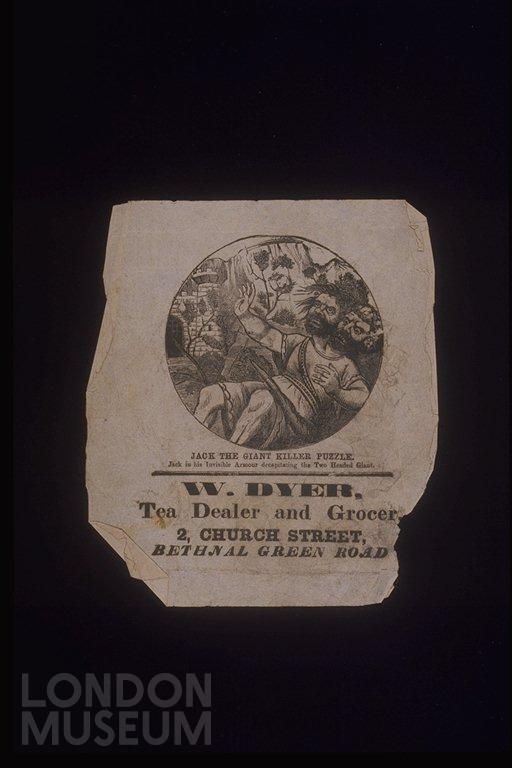 JACK THE GIANT KILLER PUZZLE.
Jack in his Invisible Armour decapitating the Two Headed Giant.
W. DYER,
Tea Dealer and Grocer,
2, CHURCH STREET,
BETHNAL GREEN ROAD
LONDON
MUSEUM